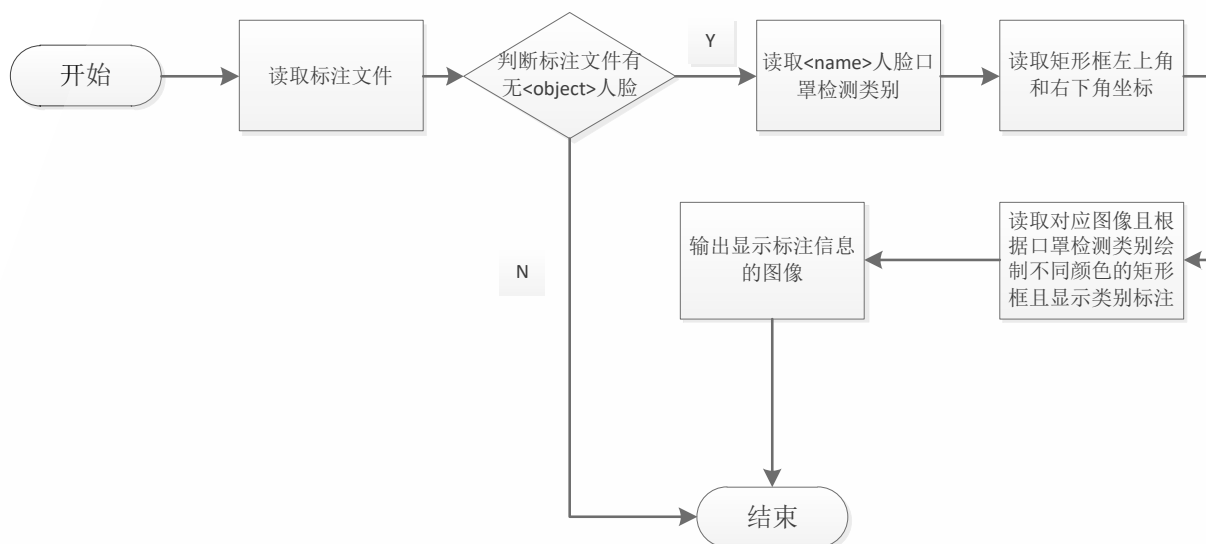 开始
读取标注文件
判断标注文件有
无<object>人脸
Y
读取<name>人脸口
罩检测类别
读取矩形框左上角
和右下角坐标
读取对应图像且根
据口罩检测类别绘
制不同颜色的矩形
框且显示类别标注
输出显示标注信息
的图像
N
结束